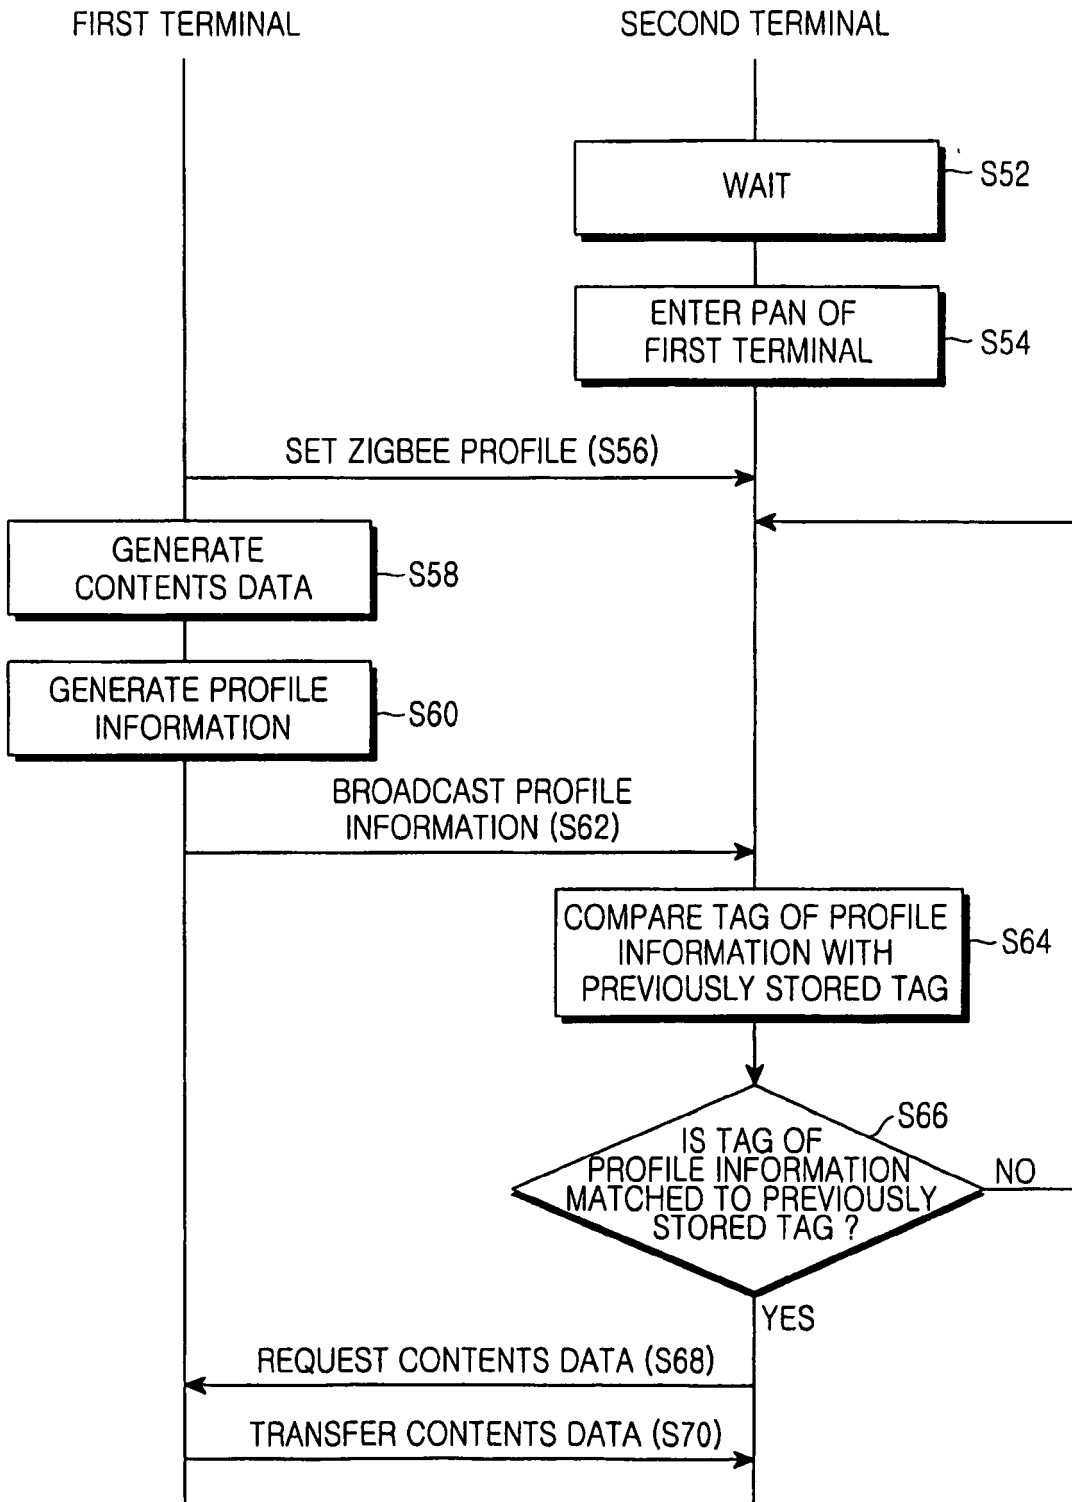 FIRST TERMINAL
SECOND TERMINAL
WAIT
S52
ENTER PAN OF
FIRST TERMINAL
S54
SET ZIGBEE PROFILE (S56)
GENERATE
CONTENTS DATA
S58
GENERATE PROFILE
INFORMATION
S60
BROADCAST PROFILE
INFORMATION (S62)
COMPARE TAG OF PROFILE
INFORMATION WITH
PREVIOUSLY STORED TAG
S64
S66
IS TAG OF
PROFILE INFORMATION
MATCHED TO PREVIOUSLY
STORED TAG ?
NO
YES
REQUEST CONTENTS DATA (S68)
TRANSFER CONTENTS DATA (S70)